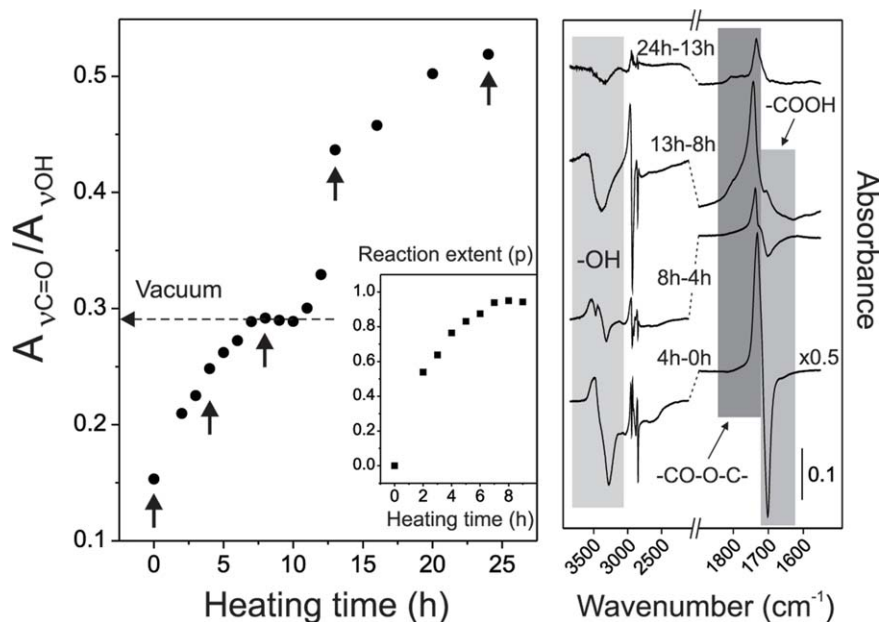 A νC=O /A νOH
0.5
0.4
0.3
0.2
0.1
Vacuum
0 5 10 15 20 25
Heating time (h)
Reaction extent (p)
1.0
0.8
0.6
0.4
0.2
0.0
0 2 4 6 8
Heating time (h)
24h-13h
-COOH
13h-8h
-OH
8h-4h
4h-0h
x0.5
-CO-O-C-
0.1
3500 3000 2500 1800 1700 1600
Wavenumber (cm⁻¹)
Absorbance